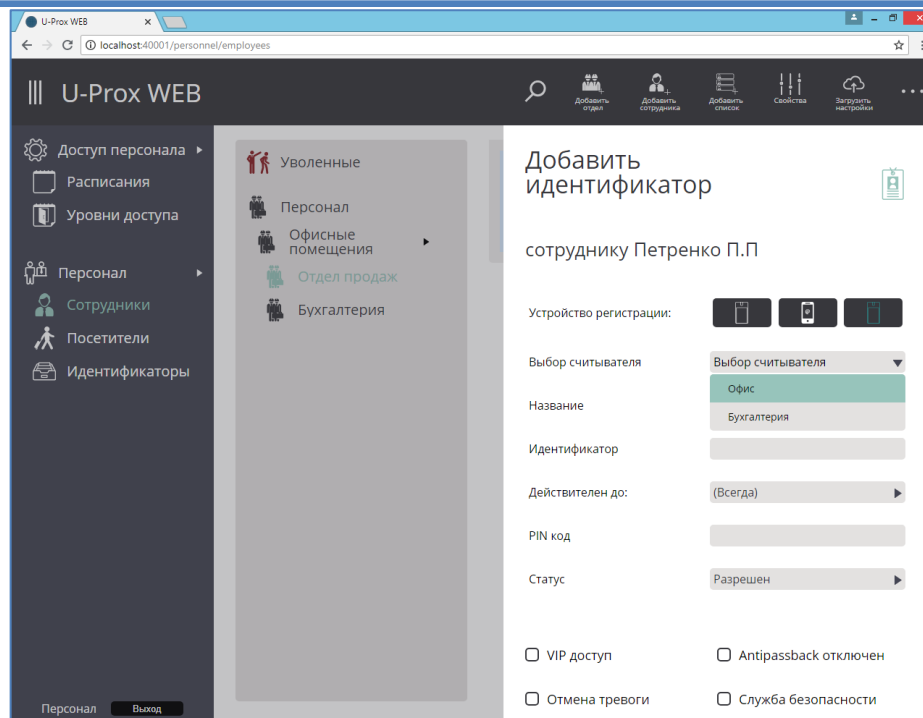 U-Prox WEB
localhost:40001/personnel/employees
U-Prox WEB
Добавить отдел
Добавить сотрудника
Добавить список
Свойства
Загрузить настройки
Доступ персонала
Расписания
Уровни доступа
Персонал
Сотрудники
Посетители
Идентификаторы
Персонал
Выход
Уволенные
Персонал
Офисные
помещения
Отдел продаж
Бухгалтерия
Добавить
идентификатор
сотруднику Петренко П.П
Устройство регистрации:
Выбор считывателя
Выбор считывателя
Офис
Бухгалтерия
Название
Идентификатор
Действителен до:
(Всегда)
PIN код
Статус
Разрешен
VIP доступ
Antipassback отключен
Отмена тревоги
Служба безопасности